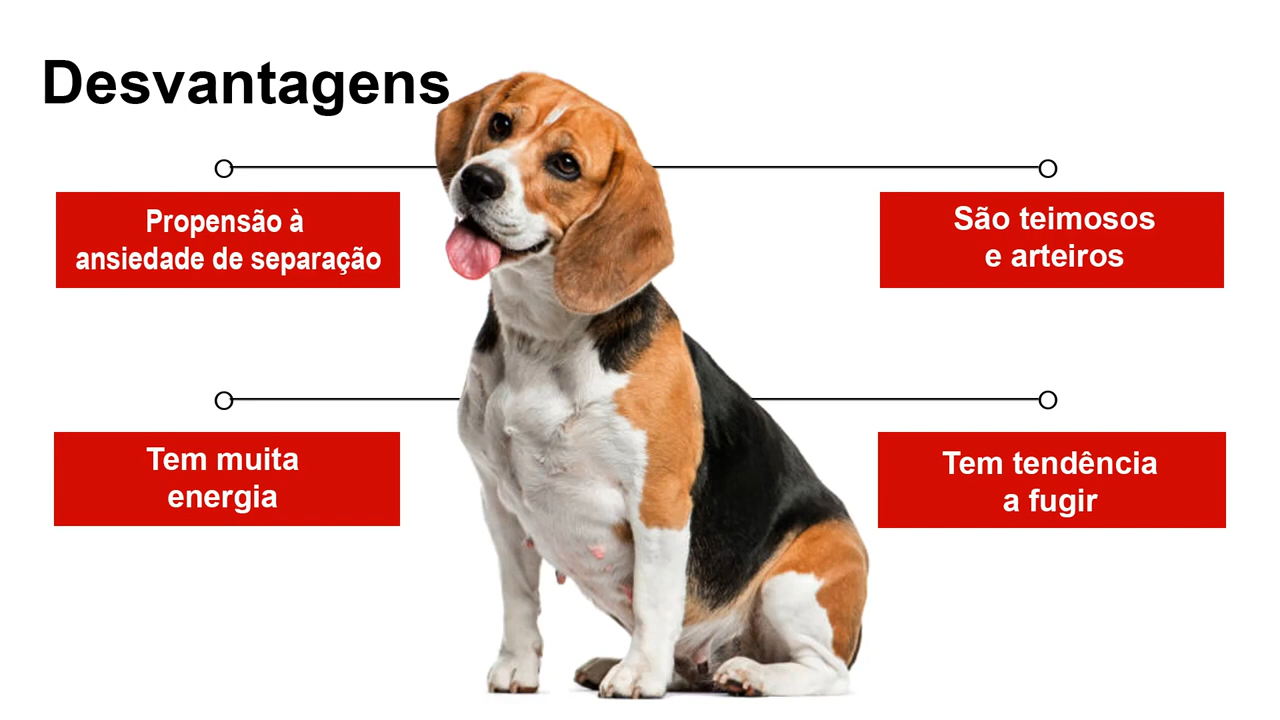 Desvantagens
Propensão à
ansiedade de separação
São teimosos
e arteiros
Tem muita
energia
Tem tendência
a fugir